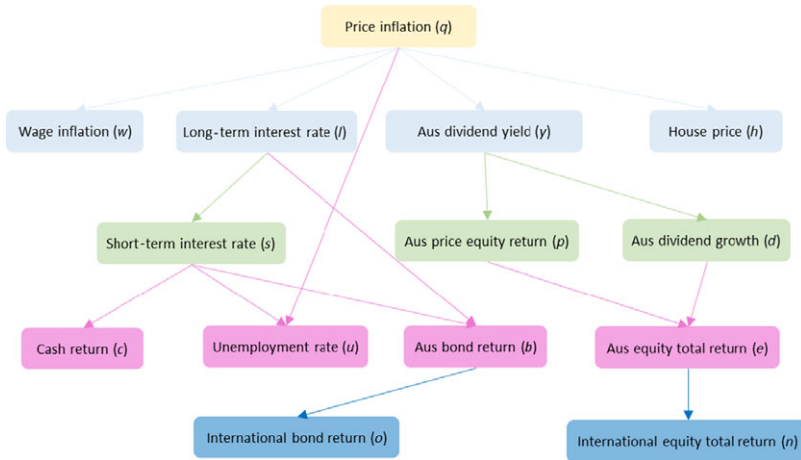 Price inflation (q)
Wage inflation (w)
Long-term interest rate (l)
Aus dividend yield (y)
House price (h)
Short-term interest rate (s)
Aus price equity return (p)
Aus dividend growth (d)
Cash return (c)
Unemployment rate (u)
Aus bond return (b)
Aus equity total return (e)
International bond return (o)
International equity total return (n)